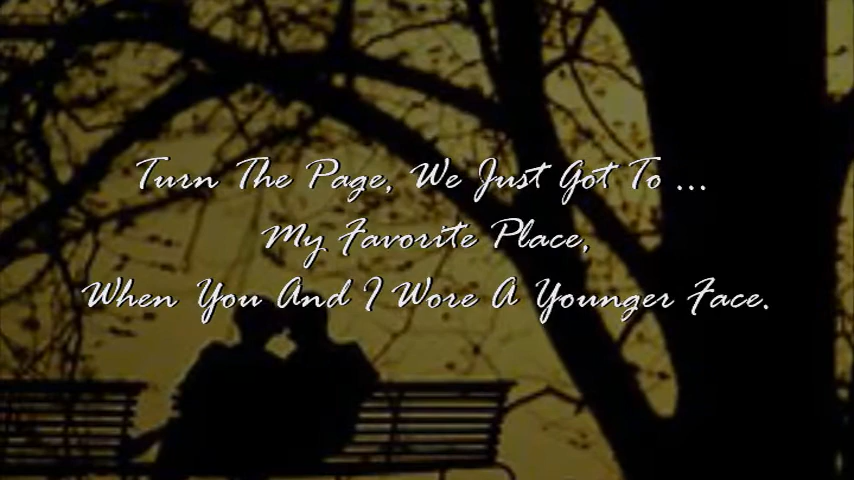 Turn The Page, We Just Got To ...
My Favorite Place,
When You And I Wore A Younger Face.